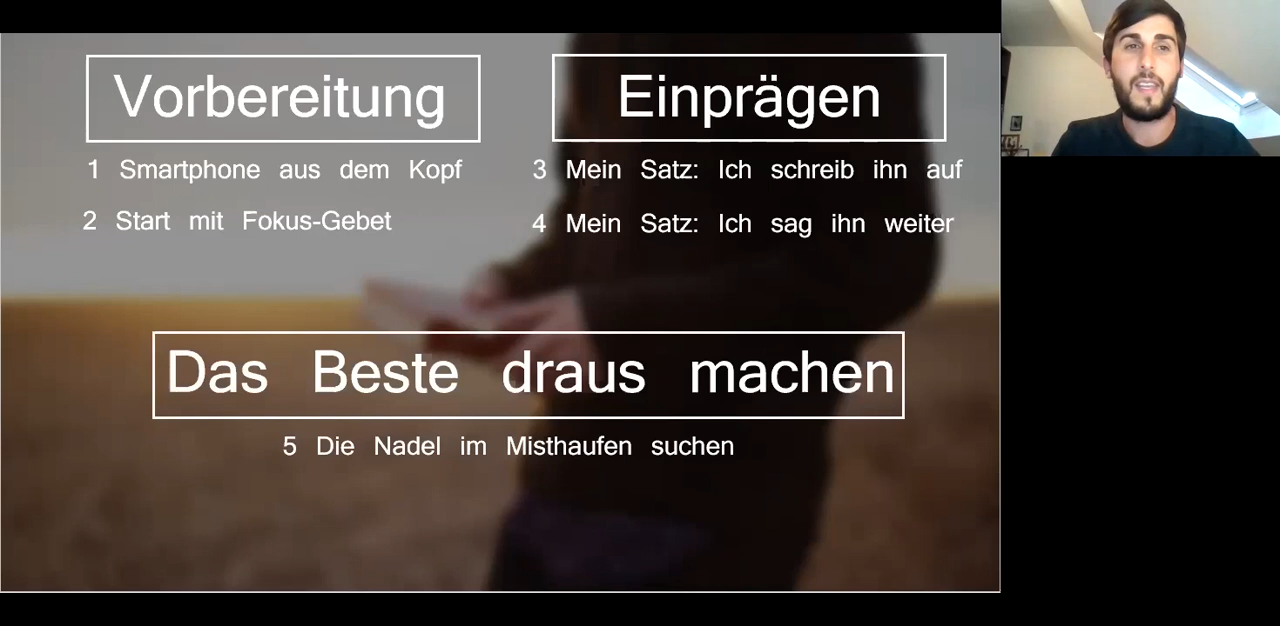 Vorbereitung
1 Smartphone aus dem Kopf
2 Start mit Fokus-Gebet
Einprägen
3 Mein Satz: Ich schreib ihn auf
4 Mein Satz: Ich sag ihn weiter
Das Beste draus machen
5 Die Nadel im Misthaufen suchen